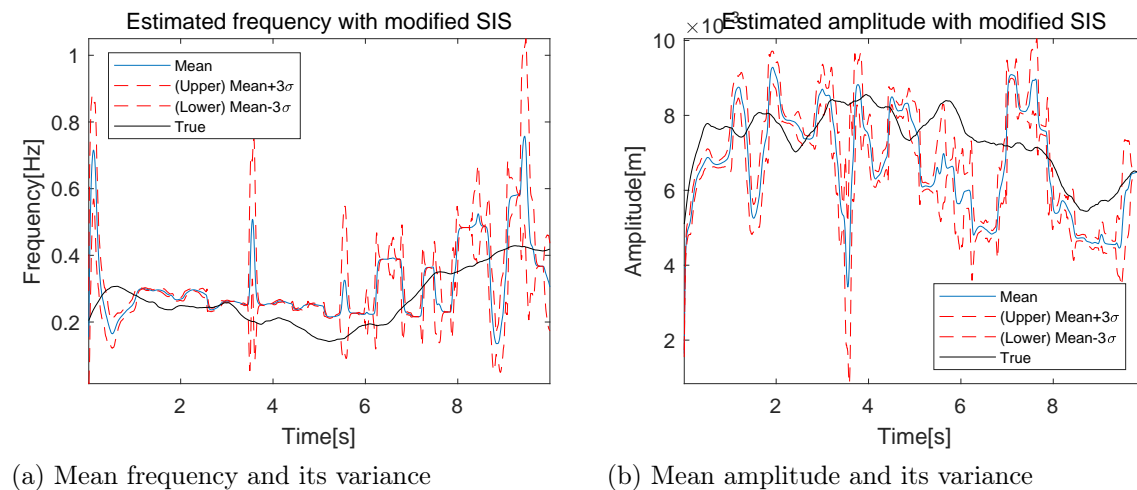 Estimated frequency with modified SIS
Frequency[Hz]
1
0.8
0.6
0.4
0.2
Mean
(Upper) Mean+3σ
(Lower) Mean-3σ
True
2
4
6
8
Time[s]
(a) Mean frequency and its variance
×10⁻³
Estimated amplitude with modified SIS
Amplitude[m]
10
8
6
4
2
Mean
(Upper) Mean+3σ
(Lower) Mean-3σ
True
2
4
6
8
Time[s]
(b) Mean amplitude and its variance